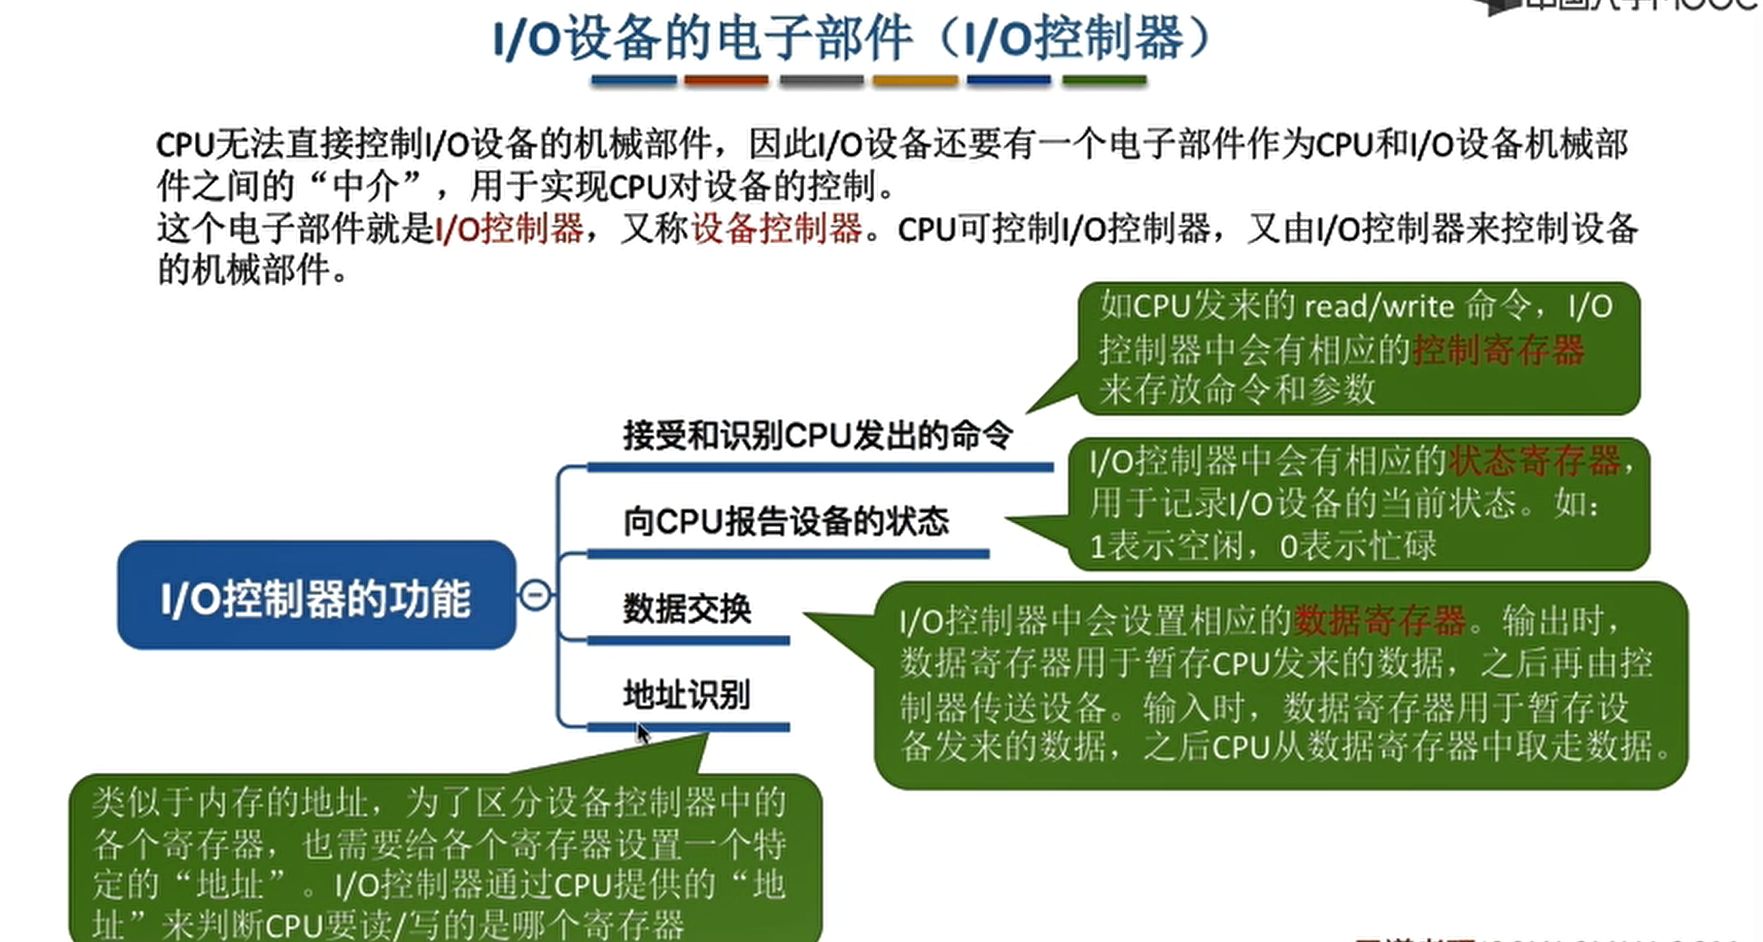 I/O设备的电子部件（I/O控制器）
CPU无法直接控制I/O设备的机械部件，因此I/O设备还要有一个电子部件作为CPU和I/O设备机械部
件之间的“中介”，用于实现CPU对设备的控制。
这个电子部件就是I/O控制器，又称设备控制器。CPU可控制I/O控制器，又由I/O控制器来控制设备
的机械部件。
如CPU发来的 read/write 命令，I/O
控制器中会有相应的控制寄存器
来存放命令和参数
接受和识别CPU发出的命令
I/O控制器中会有相应的状态寄存器，
用于记录I/O设备的当前状态。如：
1表示空闲，0表示忙碌
向CPU报告设备的状态
I/O控制器的功能
数据交换
I/O控制器中会设置相应的数据寄存器。输出时，
数据寄存器用于暂存CPU发来的数据，之后再由控
制器传送设备。输入时，数据寄存器用于暂存设
备发来的数据，之后CPU从数据寄存器中取走数据。
地址识别
类似于内存的地址，为了区分设备控制器中的
各个寄存器，也需要给各个寄存器设置一个特
定的“地址”。I/O控制器通过CPU提供的“地
址”来判断CPU要读/写的是哪个寄存器